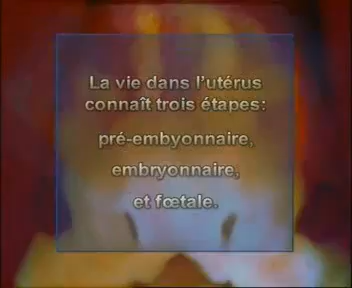 La vie dans l'utérus
connaît trois étapes:
pré-embyonnaire,
embryonnaire,
et fœtale.